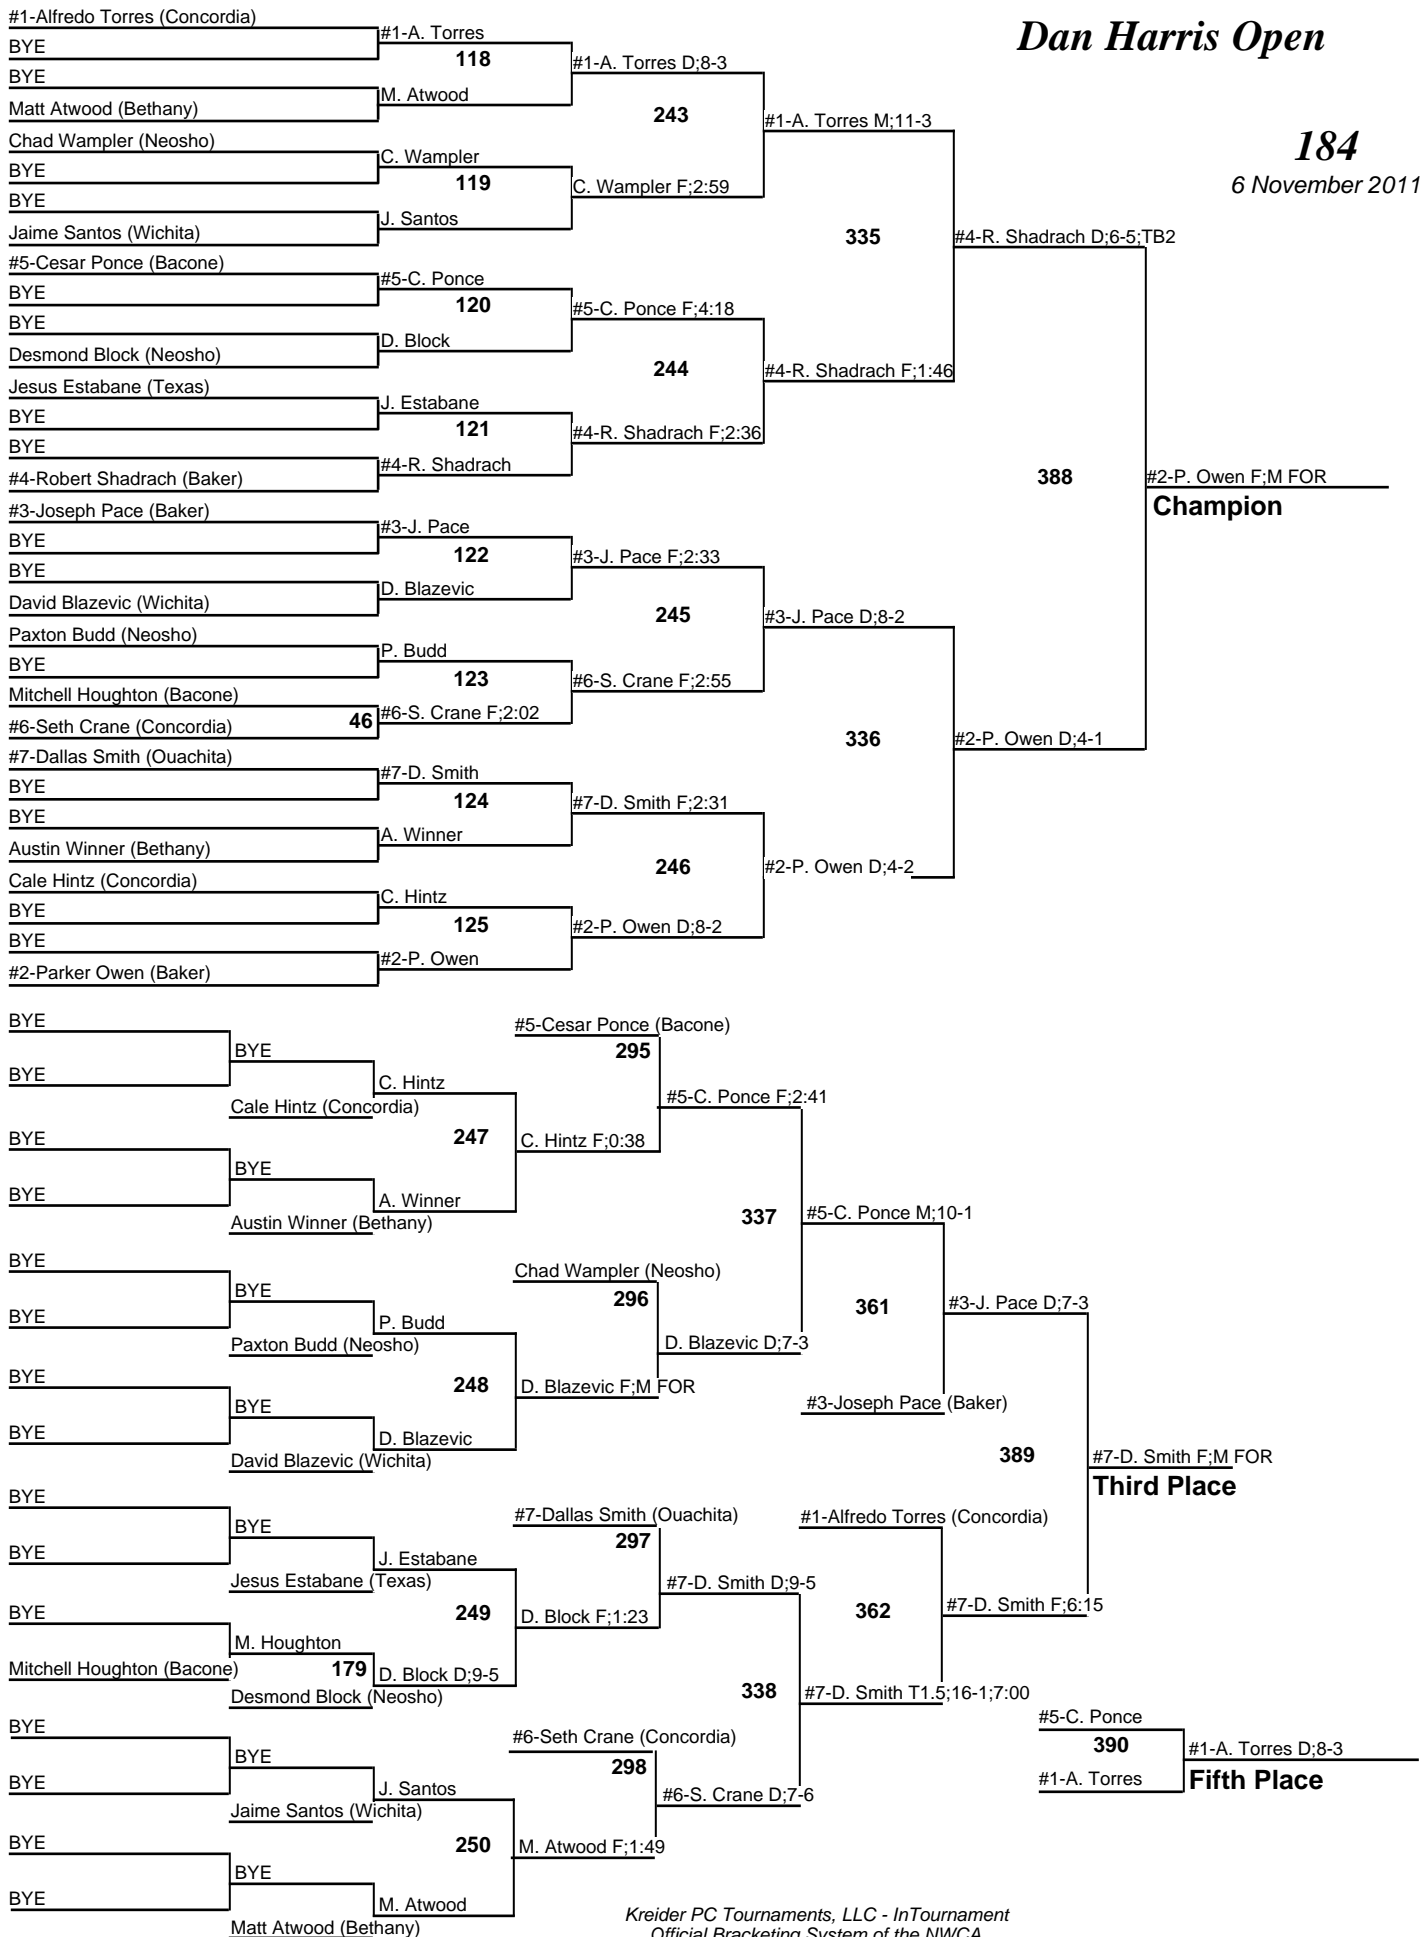 Dan Harris Open
184
6 November 2011
#1-Alfredo Torres (Concordia)
BYE
BYE
Matt Atwood (Bethany)
Chad Wampler (Neosho)
BYE
BYE
Jaime Santos (Wichita)
#5-Cesar Ponce (Bacone)
BYE
BYE
Desmond Block (Neosho)
Jesus Estabane (Texas)
BYE
BYE
#4-Robert Shadrach (Baker)
#3-Joseph Pace (Baker)
BYE
BYE
David Blazevic (Wichita)
Paxton Budd (Neosho)
BYE
Mitchell Houghton (Bacone)
#6-Seth Crane (Concordia)
46
#7-Dallas Smith (Ouachita)
BYE
BYE
Austin Winner (Bethany)
Cale Hintz (Concordia)
BYE
BYE
#2-Parker Owen (Baker)
#1-A. Torres
118
M. Atwood
C. Wampler
119
J. Santos
#5-C. Ponce
120
D. Block
J. Estabane
121
#4-R. Shadrach
#3-J. Pace
122
D. Blazevic
P. Budd
123
#6-S. Crane F;2:02
#7-D. Smith
124
A. Winner
C. Hintz
125
#2-P. Owen
#1-A. Torres D;8-3
243
C. Wampler F;2:59
#5-C. Ponce F;4:18
244
#4-R. Shadrach F;2:36
#3-J. Pace F;2:33
245
#6-S. Crane F;2:55
#7-D. Smith F;2:31
246
#2-P. Owen D;8-2
#1-A. Torres M;11-3
335
#4-R. Shadrach F;1:46
#3-J. Pace D;8-2
336
#2-P. Owen D;4-2
#4-R. Shadrach D;6-5;TB2
388
#2-P. Owen D;4-1
#2-P. Owen F;M FOR
Champion
BYE
BYE
BYE
BYE
BYE
BYE
BYE
BYE
BYE
BYE
BYE
Mitchell Houghton (Bacone)
BYE
BYE
BYE
BYE
BYE
Cale Hintz (Concordia)
BYE
Austin Winner (Bethany)
BYE
Paxton Budd (Neosho)
BYE
David Blazevic (Wichita)
BYE
Jesus Estabane (Texas)
M. Houghton
179
Desmond Block (Neosho)
BYE
Jaime Santos (Wichita)
BYE
Matt Atwood (Bethany)
C. Hintz
247
A. Winner
P. Budd
248
D. Blazevic
J. Estabane
249
D. Block D;9-5
J. Santos
250
M. Atwood
#5-Cesar Ponce (Bacone)
295
C. Hintz F;0:38
Chad Wampler (Neosho)
296
D. Blazevic F;M FOR
#7-Dallas Smith (Ouachita)
297
D. Block F;1:23
#6-Seth Crane (Concordia)
298
M. Atwood F;1:49
#5-C. Ponce F;2:41
337
D. Blazevic D;7-3
#7-D. Smith D;9-5
338
#6-S. Crane D;7-6
#5-C. Ponce M;10-1
361
#3-Joseph Pace (Baker)
#1-Alfredo Torres (Concordia)
362
#7-D. Smith T1.5;16-1;7:00
#3-J. Pace D;7-3
389
#7-D. Smith F;6:15
#7-D. Smith F;M FOR
Third Place
#5-C. Ponce
390
#1-A. Torres
#1-A. Torres D;8-3
Fifth Place
Kreider PC Tournaments, LLC - InTournament
Official Bracketing System of the NWCA